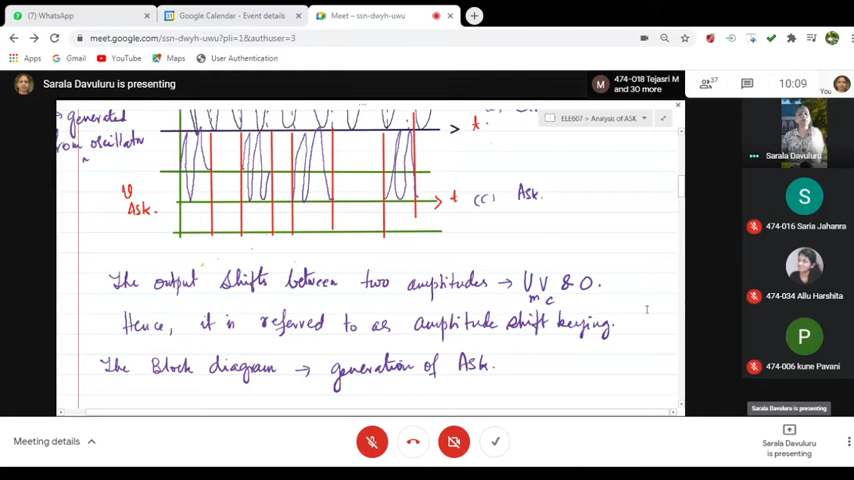 (7) WhatsApp
Google Calendar - Event details
Meet – ssn-dwyh-uwu
meet.google.com/ssn-dwyh-uwu?pli=1&authuser=3
Apps
Gmail
YouTube
Maps
User Authentication
Sarala Davuluru is presenting
474-018 Tejasri M
and 30 more
M
37
10:09
You
generated
from oscillator
t.
ELE607 > Analysis of ASK
Ask.
t
(C), Ask.
The output shifts between two amplitudes → VmVc & 0.
Hence, it is referred to as amplitude shift keying.
The Block diagram → generation of Ask.
Sarala Davuluru
S
474-016 Saria Jahanra
474-034 Allu Harshita
P
474-006 kune Pavani
Sarala Davuluru is presenting
Meeting details
Sarala Davuluru
is presenting